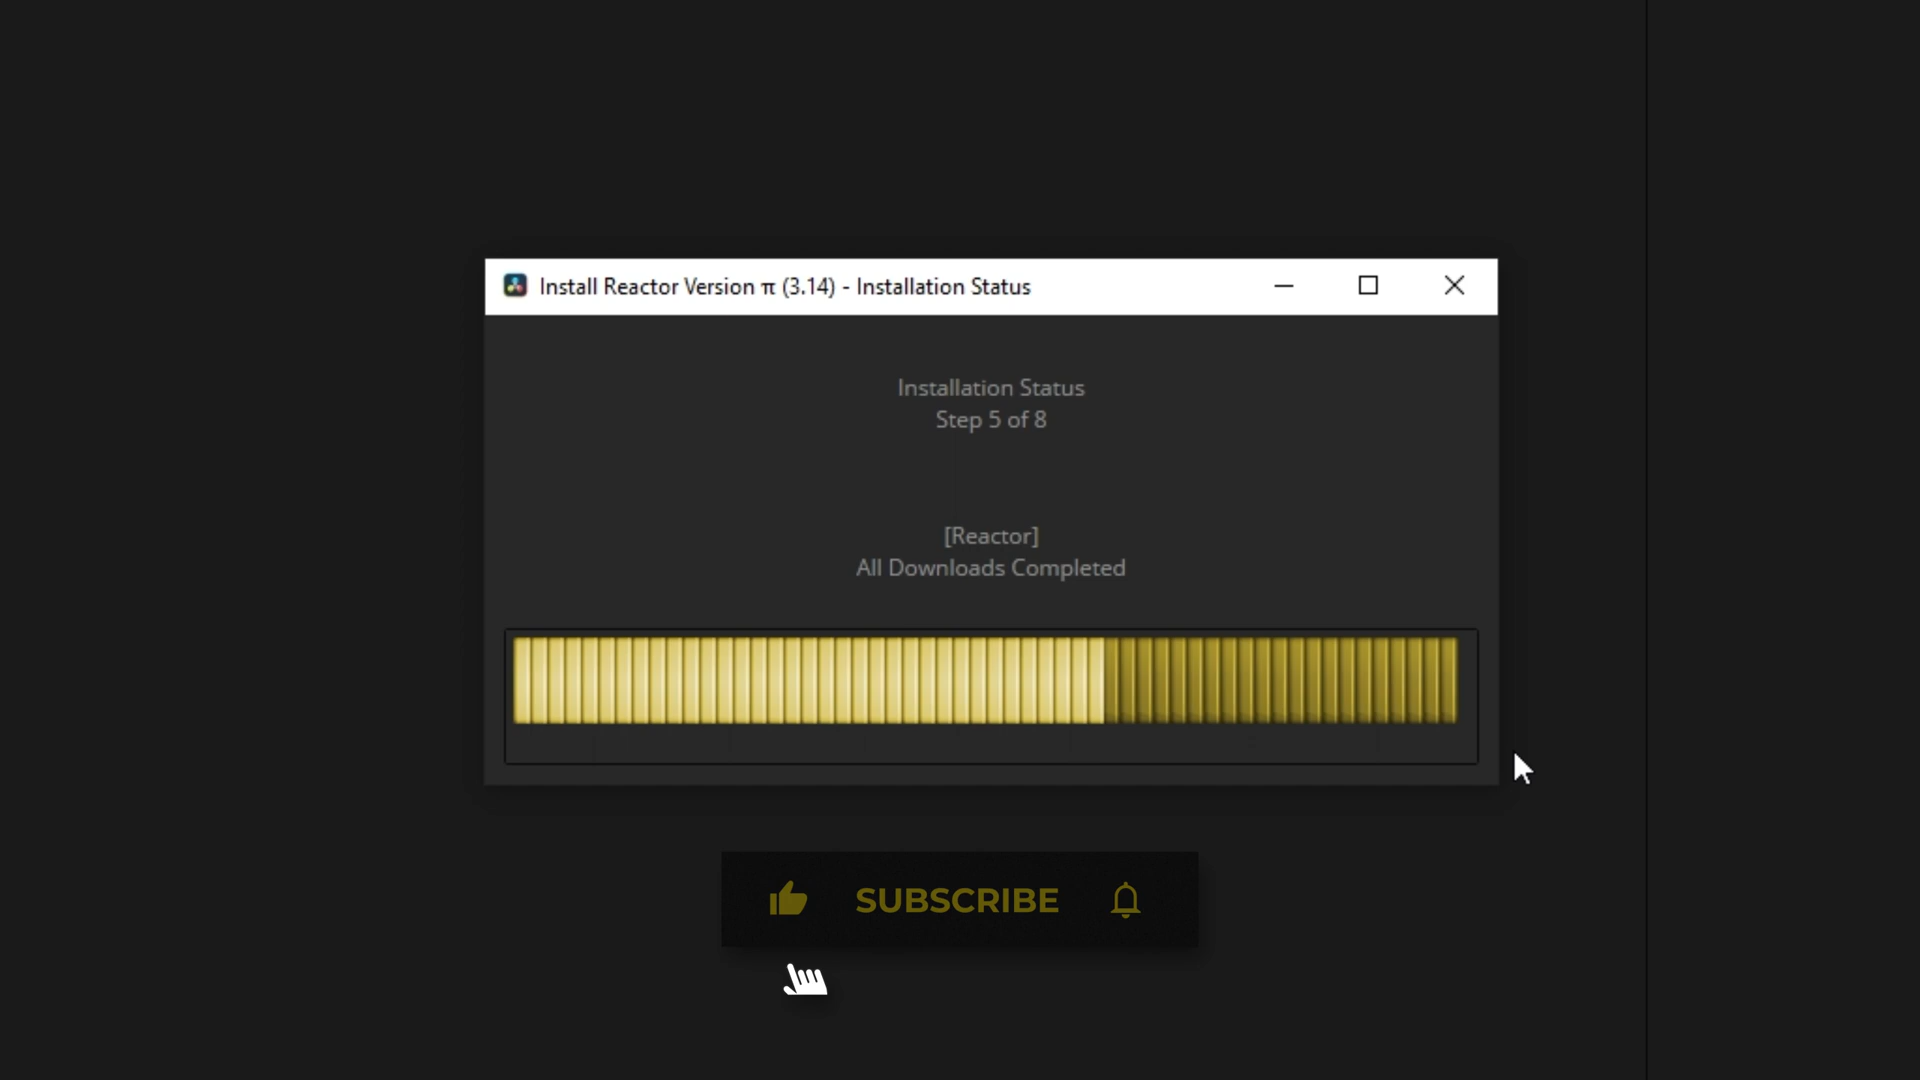 Install Reactor Version π (3.14) - Installation Status
Installation Status
Step 5 of 8
[Reactor]
All Downloads Completed
SUBSCRIBE